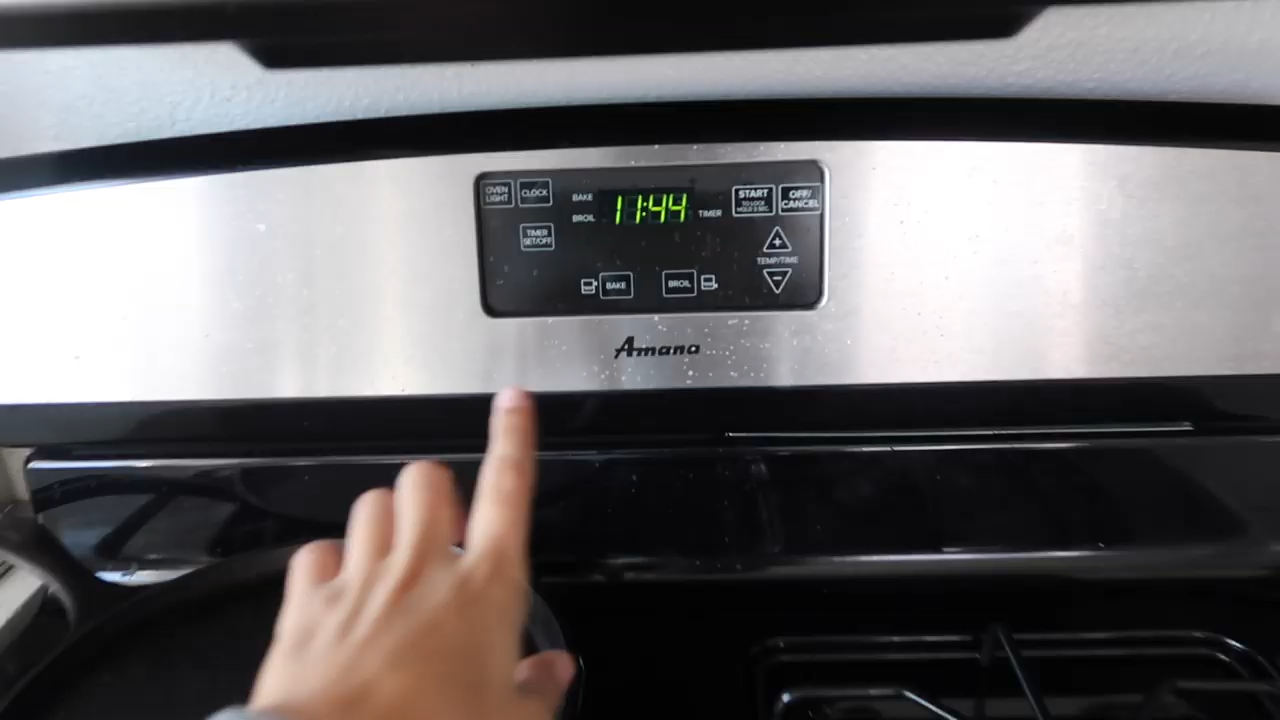 OVEN
LIGHT
CLOCK
BAKE
BROIL
11:44
TIMER
START
TO LOCK
HOLD 3 SEC.
OFF/
CANCEL
TIMER
SET/OFF
+
TEMP/TIME
-
BAKE
BROIL
Amana